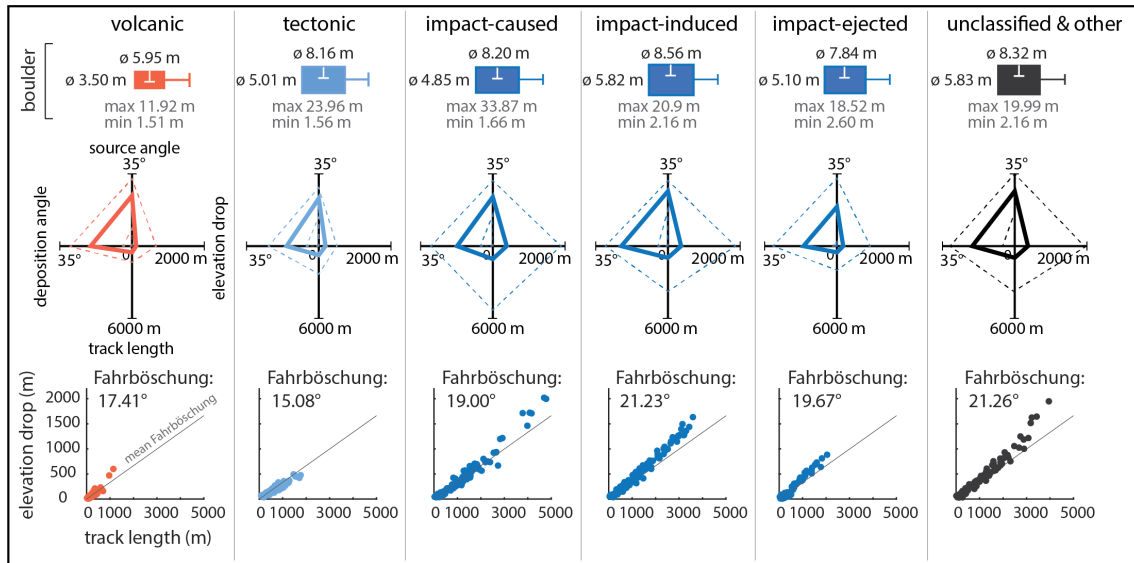 volcanic
tectonic
impact-caused
impact-induced
impact-ejected
unclassified & other
boulder
ø 5.95 m
ø 3.50 m
max 11.92 m
min 1.51 m
ø 8.16 m
ø 5.01 m
max 23.96 m
min 1.56 m
ø 8.20 m
ø 4.85 m
max 33.87 m
min 1.66 m
ø 8.56 m
ø 5.82 m
max 20.9 m
min 2.16 m
ø 7.84 m
ø 5.10 m
max 18.52 m
min 2.60 m
ø 8.32 m
ø 5.83 m
max 19.99 m
min 2.16 m
source angle
35°
deposition angle
35°
0
2000 m
elevation drop
6000 m
track length
35°
35°
0
2000 m
6000 m
35°
35°
0
2000 m
6000 m
35°
35°
0
2000 m
6000 m
35°
35°
0
2000 m
6000 m
35°
35°
0
2000 m
6000 m
elevation drop (m)
2000
1500
1000
500
0
Fahrböschung:
17.41°
mean Fahrböschung
0 1000 3000 5000
track length (m)
Fahrböschung:
15.08°
0 1000 3000 5000
Fahrböschung:
19.00°
0 1000 3000 5000
Fahrböschung:
21.23°
0 1000 3000 5000
Fahrböschung:
19.67°
0 1000 3000 5000
Fahrböschung:
21.26°
0 1000 3000 5000